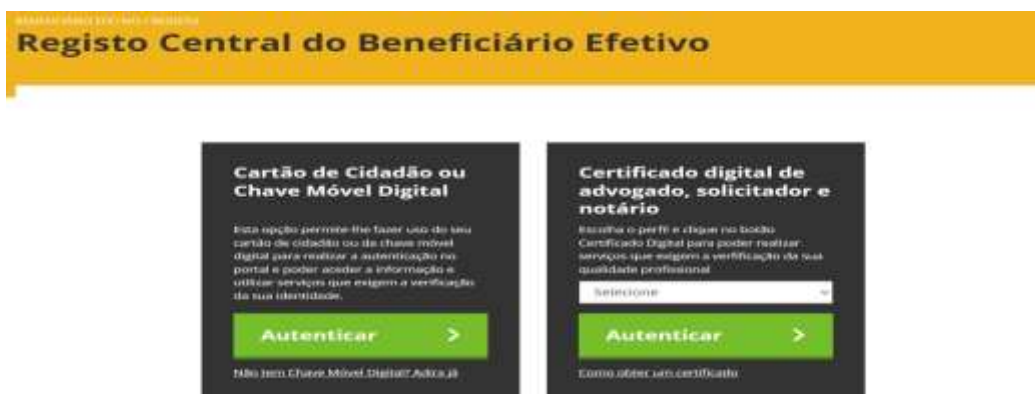 Registo Central do Beneficiário Efetivo
Cartão de Cidadão ou
Chave Móvel Digital
Esta opção permite-lhe fazer uso do seu
cartão de cidadão ou da chave móvel
digital para realizar a autenticação no
portal e poder aceder a informação e
utilizar serviços que exigem a verificação
da sua identidade.
Autenticar >
Não tem Chave Móvel Digital? Adira já
Certificado digital de
advogado, solicitador e
notário
Escolha o perfil e clique no botão
Certificado Digital para poder realizar
serviços que exigem a verificação da sua
qualidade profissional
Selecione
Autenticar >
Como obter um certificado